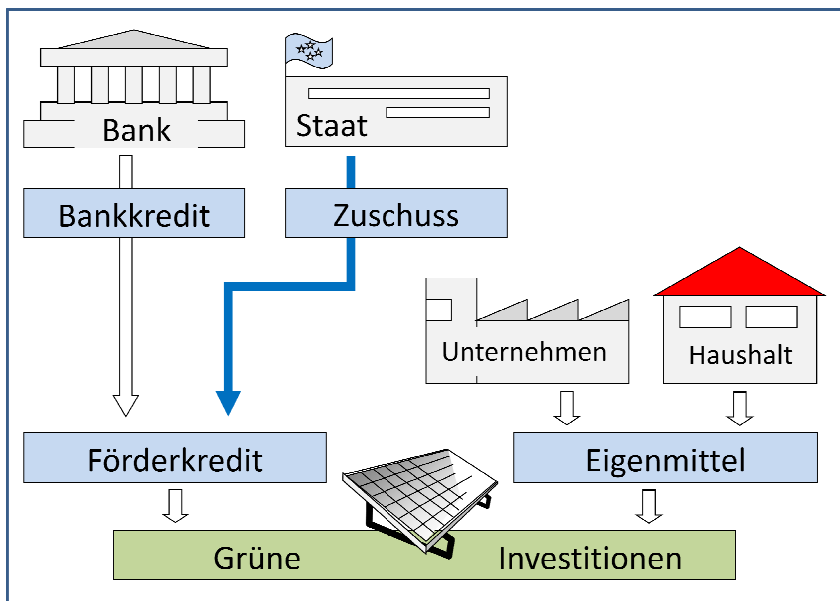 Bank
Staat
Bankkredit
Zuschuss
Unternehmen
Haushalt
Förderkredit
Eigenmittel
Grüne Investitionen